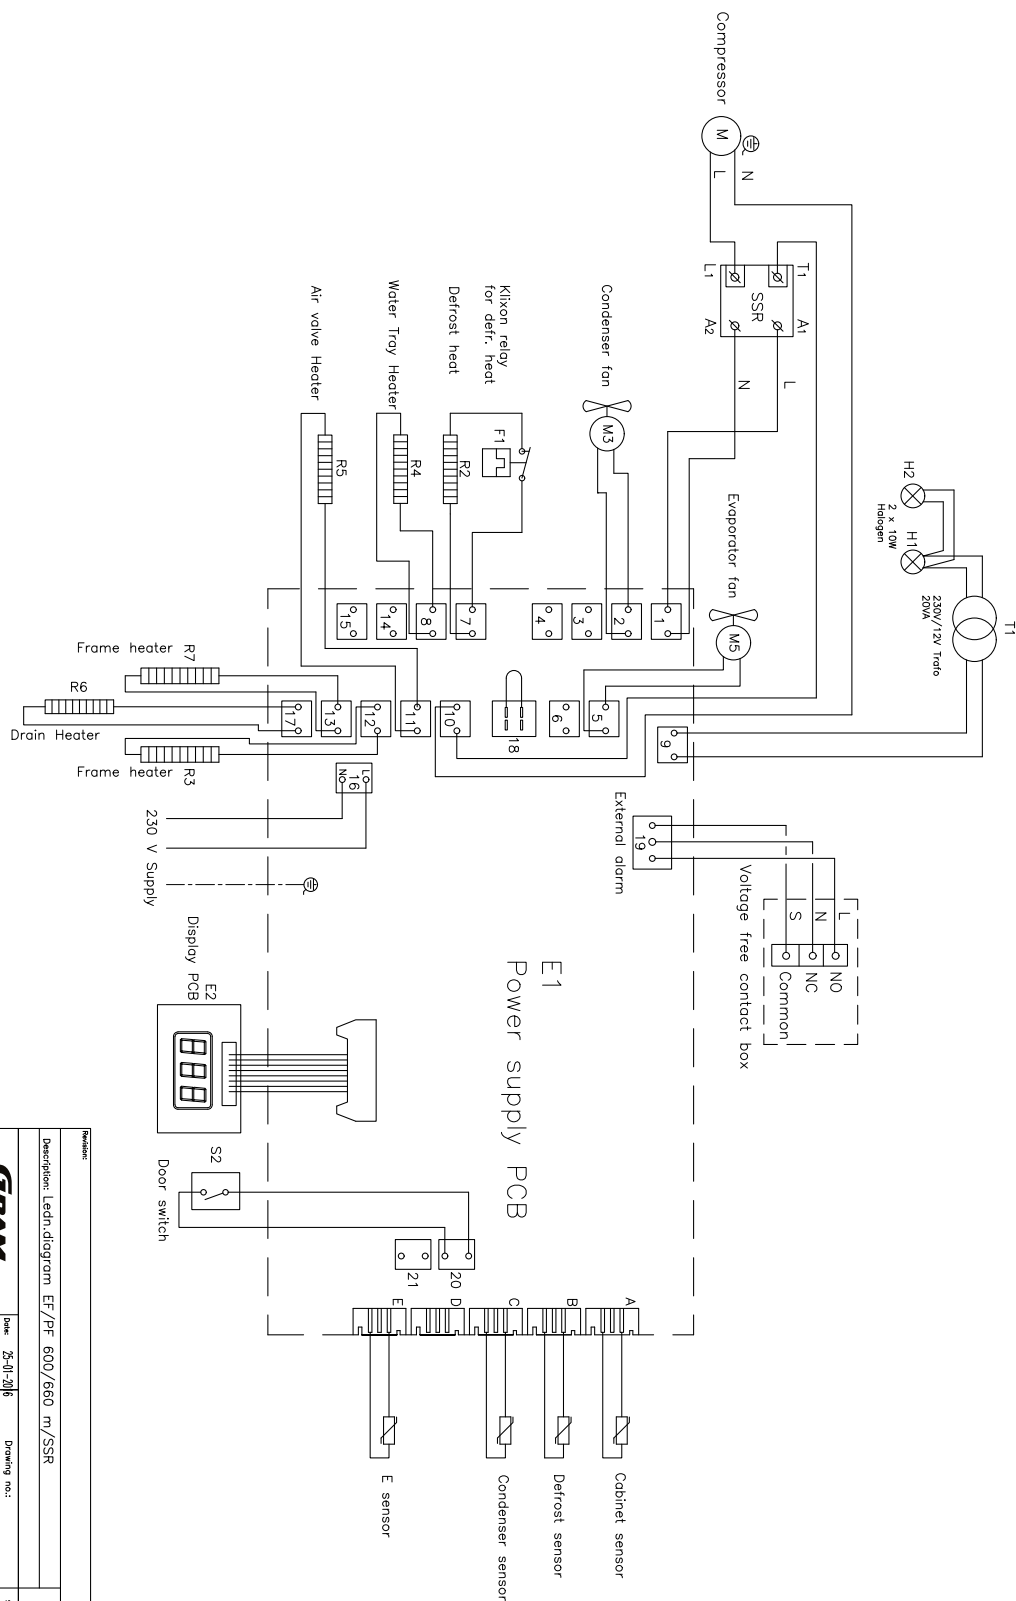 Compressor
M
N
L
T1
L1
SSR
A1
A2
L
N
H2
H1
2 x 10W
Halogen
T1
230V/12V Trafo
20VA
Condenser fan
M3
Evaporator fan
M5
Klixon relay
for defr. heat
F1
Defrost heat
R2
Water Tray Heater
R4
Air valve Heater
R5
1
2
3
4
7
8
14
15
5
6
18
10
11
12
13
17
9
Frame heater
R7
R6
Drain Heater
Frame heater
R3
L
N
16
230 V Supply
External alarm
19
Voltage free contact box
L
N
S
NO
NC
Common
E1
Power supply PCB
E2
Display PCB
S2
Door switch
20
21
A
B
C
D
E
Cabinet sensor
Defrost sensor
Condenser sensor
E sensor
Revision:
Description: Ledn.diagram EF/PF 600/660 m/SSR
GRAM
Date: 25-01-2016
Drawing no.: